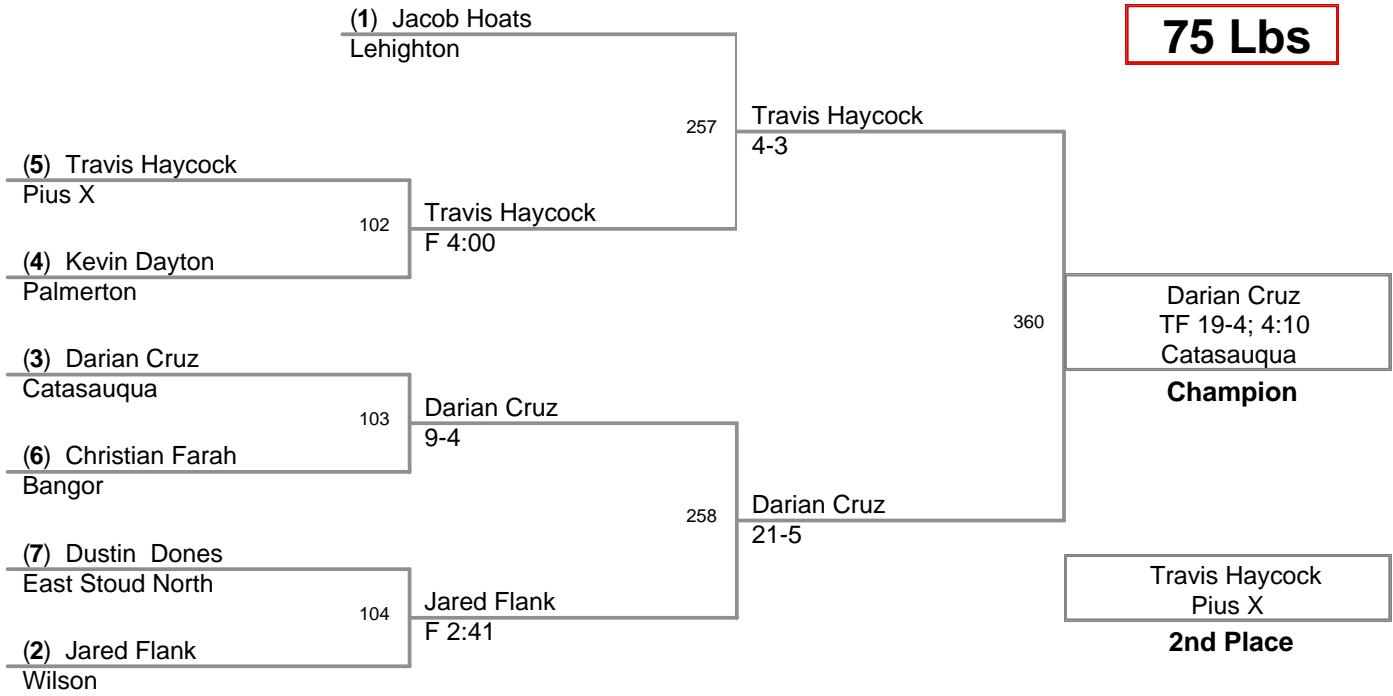 (1) Jacob Hoats
Lehighton
75 Lbs
257
Travis Haycock
4-3
(5) Travis Haycock
Pius X
102
Travis Haycock
F 4:00
(4) Kevin Dayton
Palmerton
360
Darian Cruz
TF 19-4; 4:10
Catasauqua
Champion
(3) Darian Cruz
Catasauqua
103
Darian Cruz
9-4
(6) Christian Farah
Bangor
258
Darian Cruz
21-5
(7) Dustin Dones
East Stoud North
104
Jared Flank
F 2:41
(2) Jared Flank
Wilson
Travis Haycock
Pius X
2nd Place